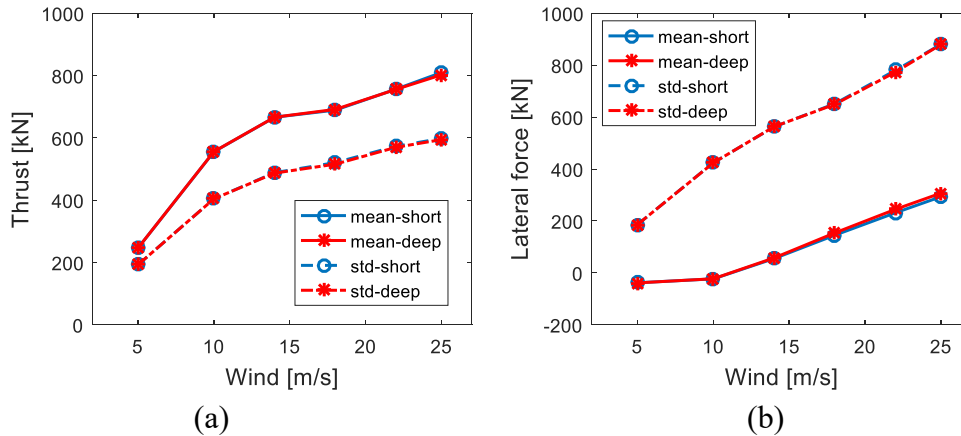 1000
800
600
400
200
0
Thrust [kN]
mean-short
mean-deep
std-short
std-deep
5 10 15 20 25
Wind [m/s]
(a)
1000
800
600
400
200
0
-200
Lateral force [kN]
mean-short
mean-deep
std-short
std-deep
5 10 15 20 25
Wind [m/s]
(b)